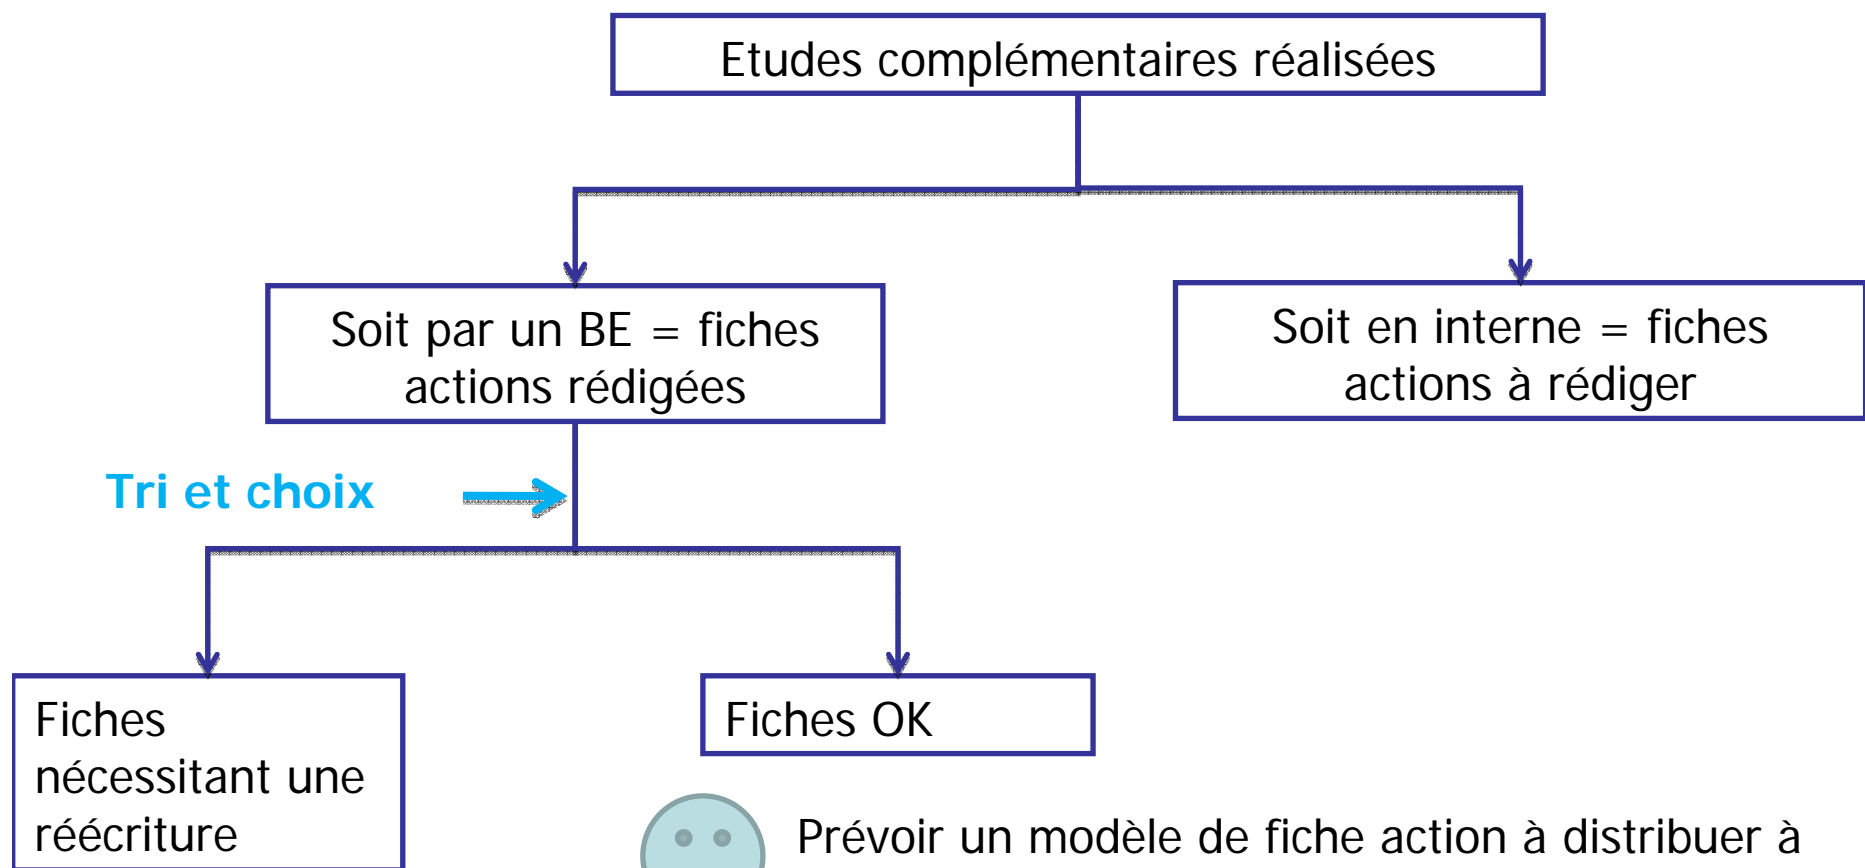 Etudes complémentaires réalisées
Soit par un BE = fiches
actions rédigées
Soit en interne = fiches
actions à rédiger
Tri et choix
Fiches
nécessitant une
réécriture
Fiches OK
Prévoir un modèle de fiche action à distribuer à